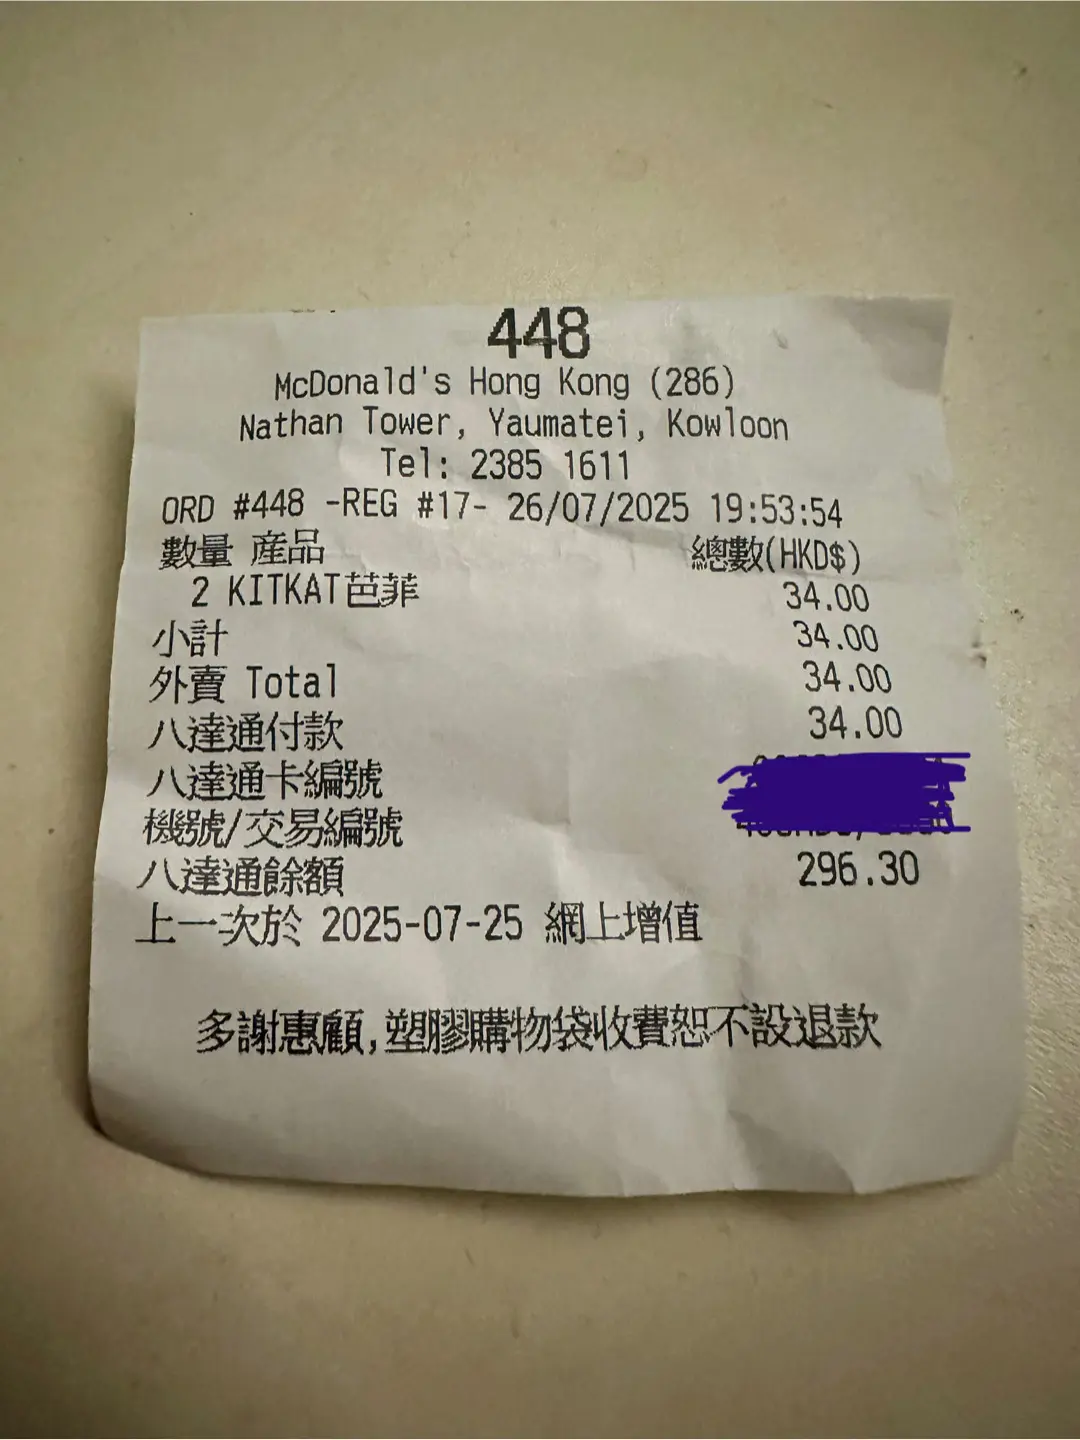 448
McDonald's Hong Kong (286)
Nathan Tower, Yaumatei, Kowloon
Tel: 2385 1611
ORD #448 -REG #17- 26/07/2025 19:53:54
數量 產品 總數(HKD$)
2 KITKAT芭菲 34.00
小計 34.00
外賣 Total 34.00
八達通付款 34.00
八達通卡編號
機號/交易編號
八達通餘額 296.30
上一次於 2025-07-25 網上增值
多謝惠顧,塑膠購物袋收費恕不設退款